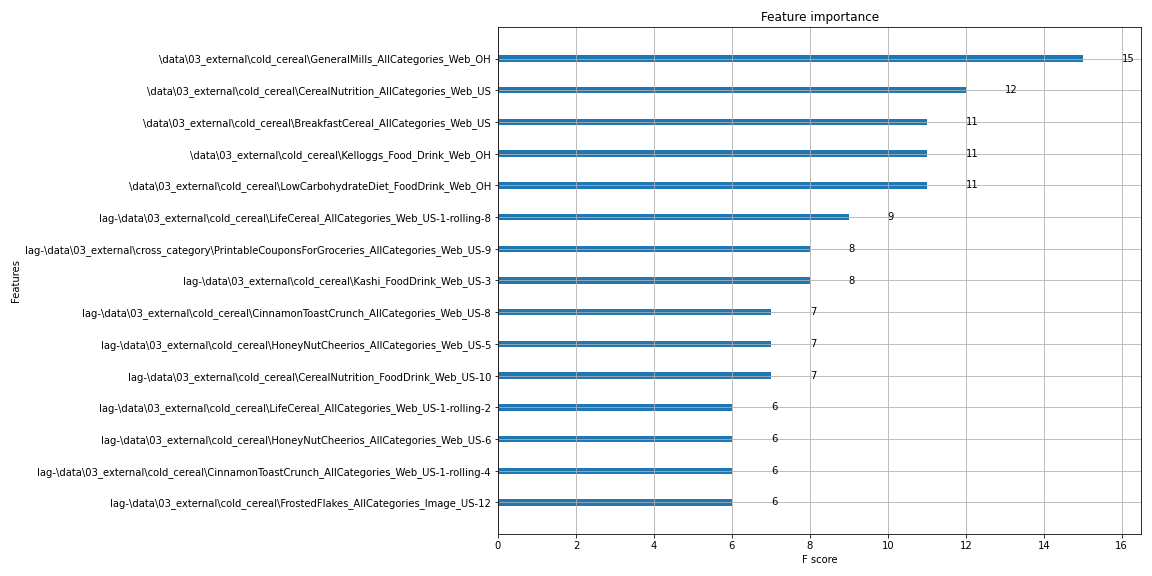 Feature importance
\data\03_external\cold_cereal\GeneralMills_AllCategories_Web_OH 15
\data\03_external\cold_cereal\CerealNutrition_AllCategories_Web_US 12
\data\03_external\cold_cereal\BreakfastCereal_AllCategories_Web_US 11
\data\03_external\cold_cereal\Kelloggs_Food_Drink_Web_OH 11
\data\03_external\cold_cereal\LowCarbohydrateDiet_FoodDrink_Web_OH 11
lag-\data\03_external\cold_cereal\LifeCereal_AllCategories_Web_US-1-rolling-8 9
lag-\data\03_external\cross_category\PrintableCouponsForGroceries_AllCategories_Web_US-9 8
lag-\data\03_external\cold_cereal\Kashi_FoodDrink_Web_US-3 8
lag-\data\03_external\cold_cereal\CinnamonToastCrunch_AllCategories_Web_US-8 7
lag-\data\03_external\cold_cereal\HoneyNutCheerios_AllCategories_Web_US-5 7
lag-\data\03_external\cold_cereal\CerealNutrition_FoodDrink_Web_US-10 7
lag-\data\03_external\cold_cereal\LifeCereal_AllCategories_Web_US-1-rolling-2 6
lag-\data\03_external\cold_cereal\HoneyNutCheerios_AllCategories_Web_US-6 6
lag-\data\03_external\cold_cereal\CinnamonToastCrunch_AllCategories_Web_US-1-rolling-4 6
lag-\data\03_external\cold_cereal\FrostedFlakes_AllCategories_Image_US-12 6
Features
0 2 4 6 8 10 12 14 16
F score